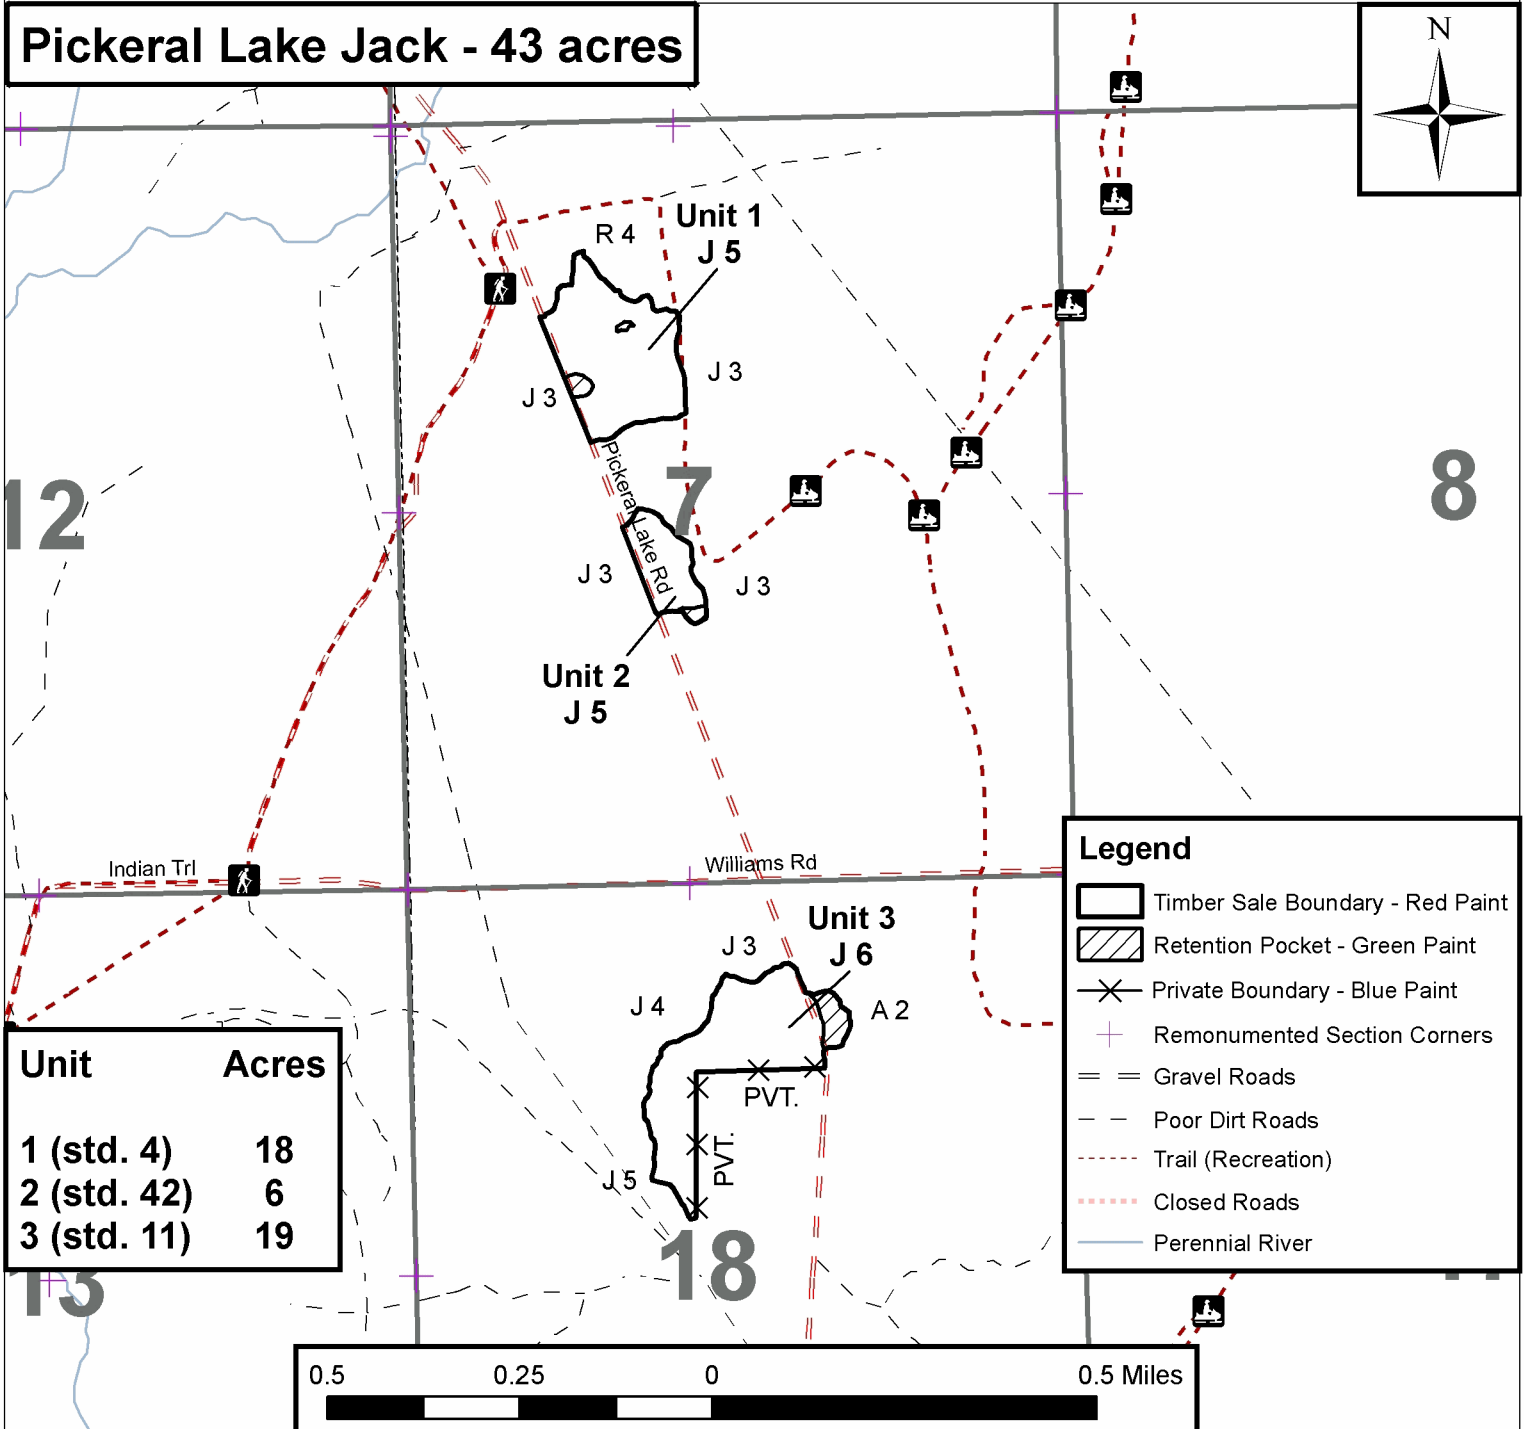 Pickeral Lake Jack - 43 acres
N
R 4
Unit 1
J 5
J 3
J 3
Pickeral Lake Rd
12
7
8
J 3
J 3
Unit 2
J 5
Indian Trl
Williams Rd
Unit 3
J 6
J 3
J 4
A 2
PVT.
PVT.
J 5
18
13
Legend
Timber Sale Boundary - Red Paint
Retention Pocket - Green Paint
Private Boundary - Blue Paint
Remonumented Section Corners
Gravel Roads
Poor Dirt Roads
Trail (Recreation)
Closed Roads
Perennial River
Unit Acres
1 (std. 4) 18
2 (std. 42) 6
3 (std. 11) 19
0.5 0.25 0 0.5 Miles